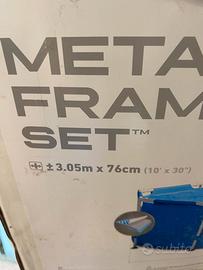 META
FRAM
SET™
± 3.05m x 76cm (10' x 30")
subito